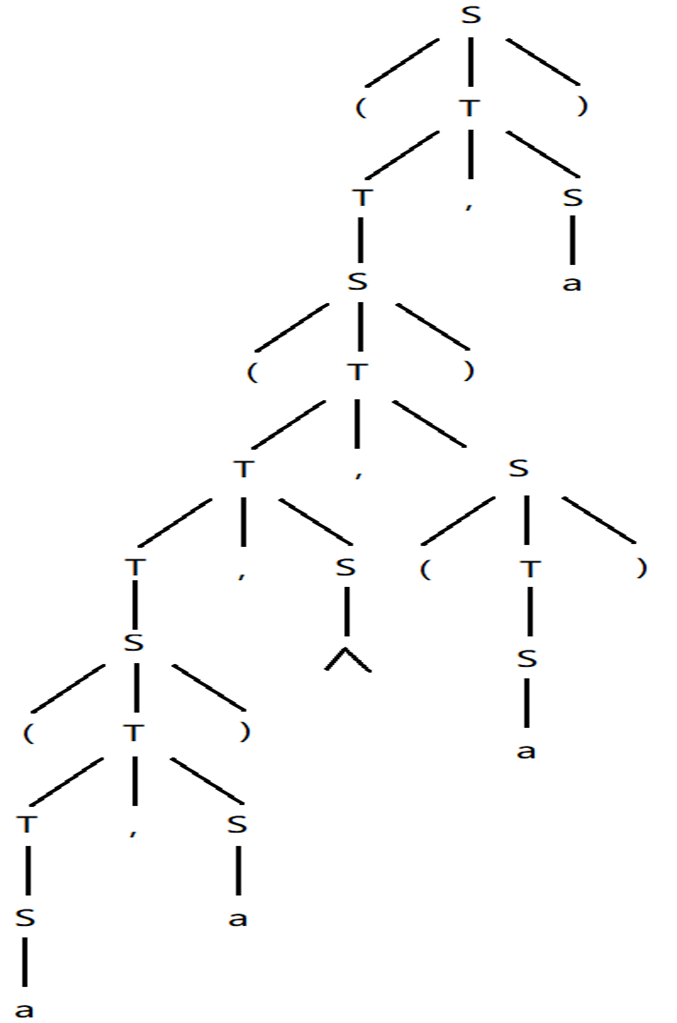 S
( T )
T , S
S a
( T )
T , S
T , S ( T )
S ^ S
( T ) a
T , S
S a
a